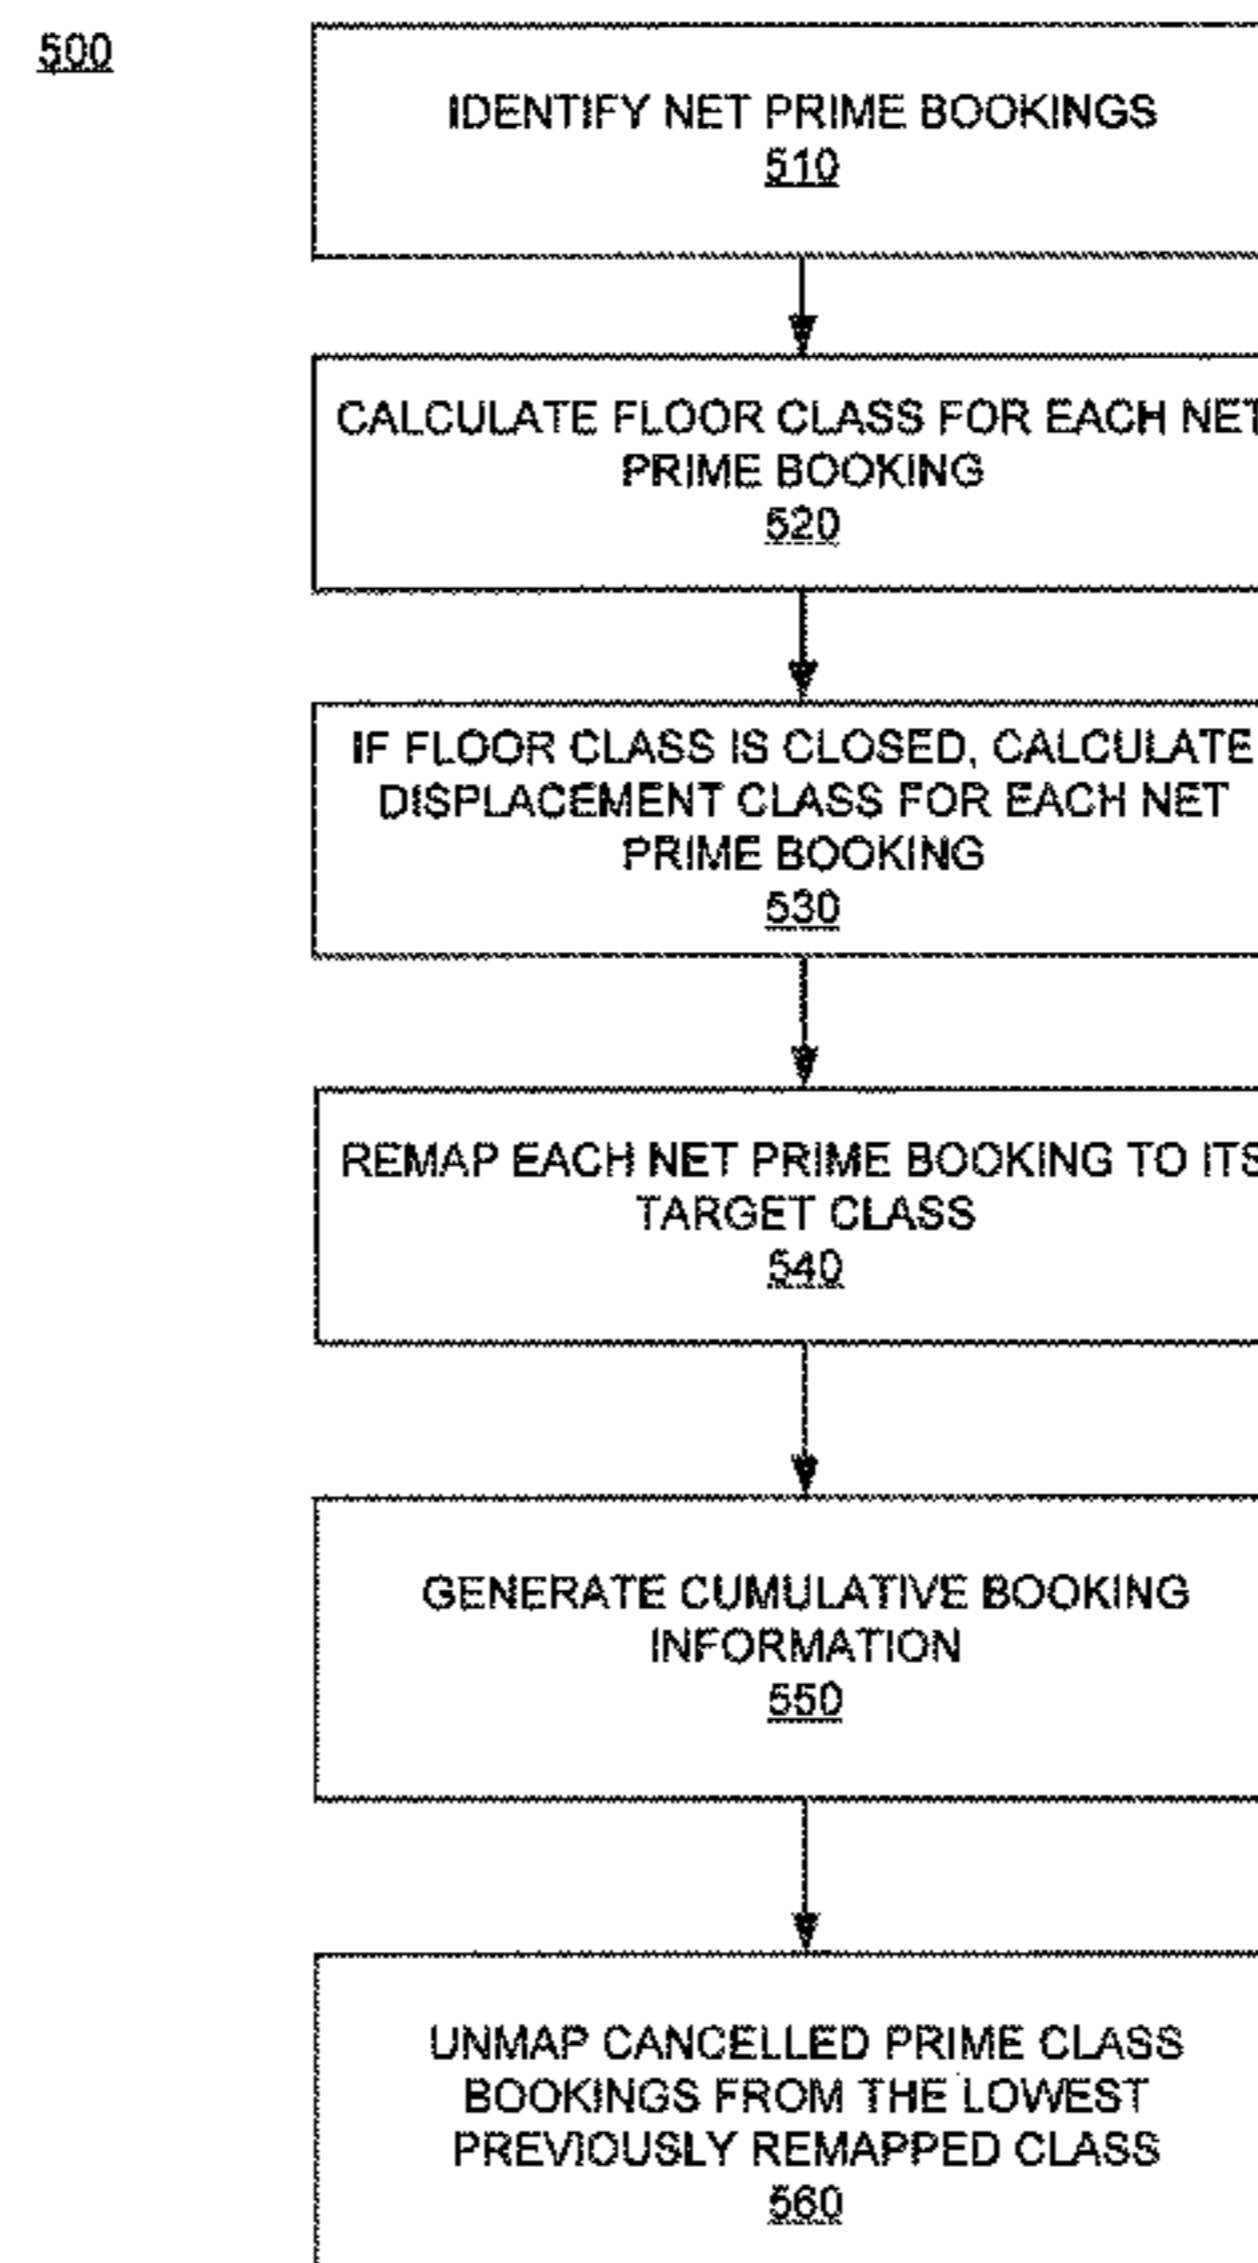 500
IDENTIFY NET PRIME BOOKINGS
510
CALCULATE FLOOR CLASS FOR EACH NET
PRIME BOOKING
520
IF FLOOR CLASS IS CLOSED, CALCULATE
DISPLACEMENT CLASS FOR EACH NET
PRIME BOOKING
530
REMAP EACH NET PRIME BOOKING TO ITS
TARGET CLASS
540
GENERATE CUMULATIVE BOOKING
INFORMATION
550
UNMAP CANCELLED PRIME CLASS
BOOKINGS FROM THE LOWEST
PREVIOUSLY REMAPPED CLASS
560